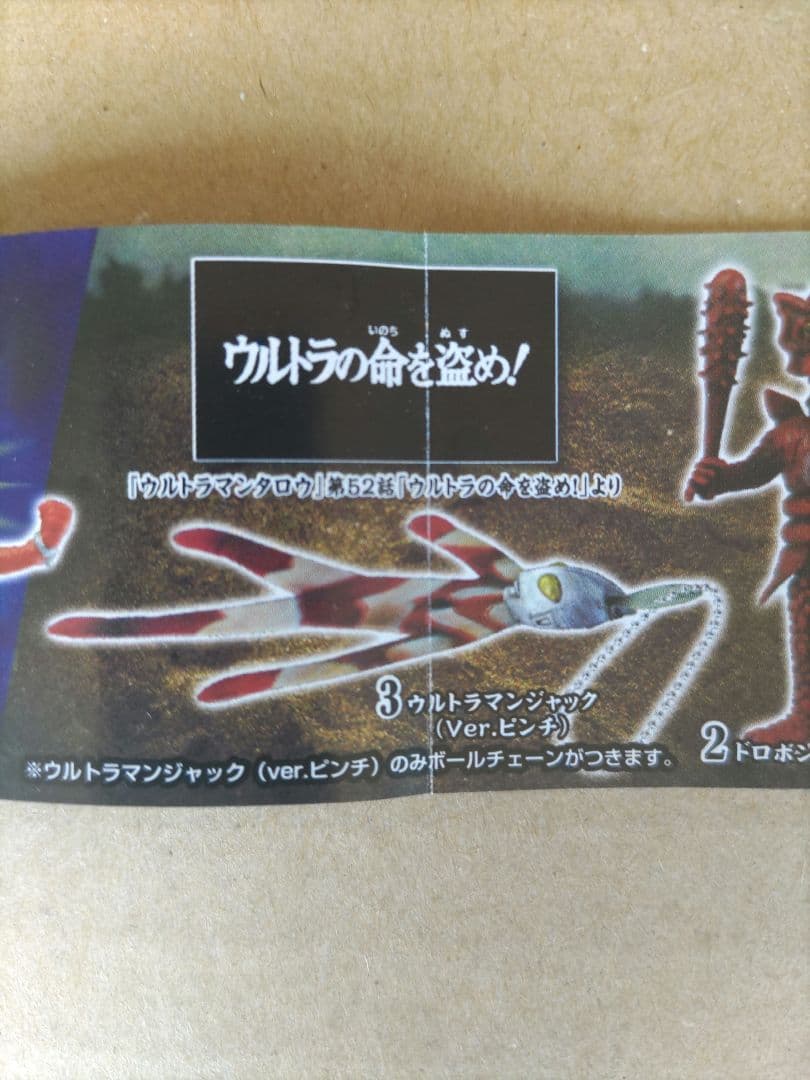 ウルトラの命を盗め!
いのち
ぬす
『ウルトラマンタロウ』第52話『ウルトラの命を盗め!』より
3 ウルトラマンジャック
(Ver.ピンチ)
2 ドロボン
※ウルトラマンジャック(ver.ピンチ)のみボールチェーンがつきます。